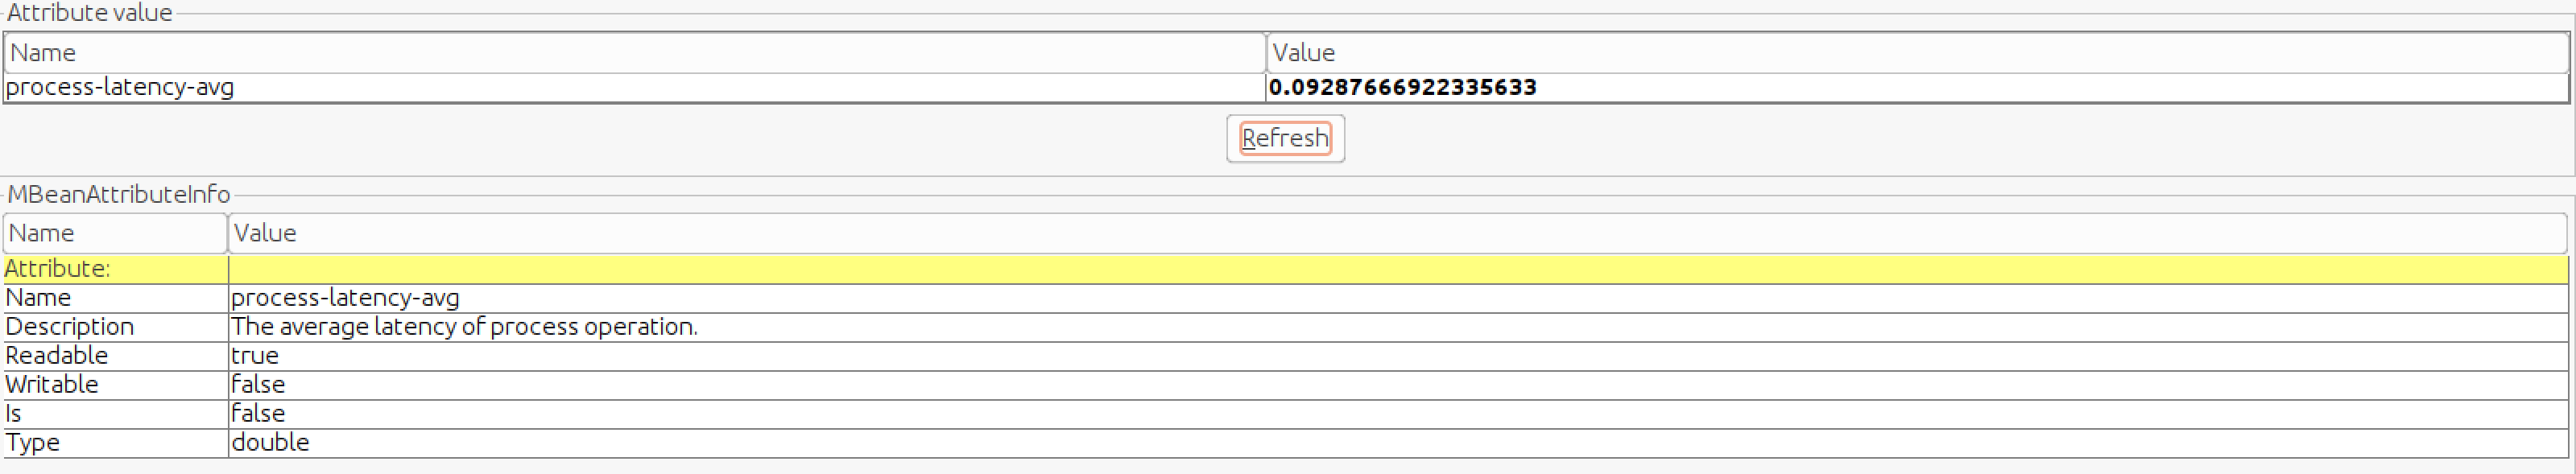 Attribute value
Name Value
process-latency-avg 0.09287666922335633
Refresh
MBeanAttributeInfo
Name Value
Attribute:
Name process-latency-avg
Description The average latency of process operation.
Readable true
Writable false
Is false
Type double